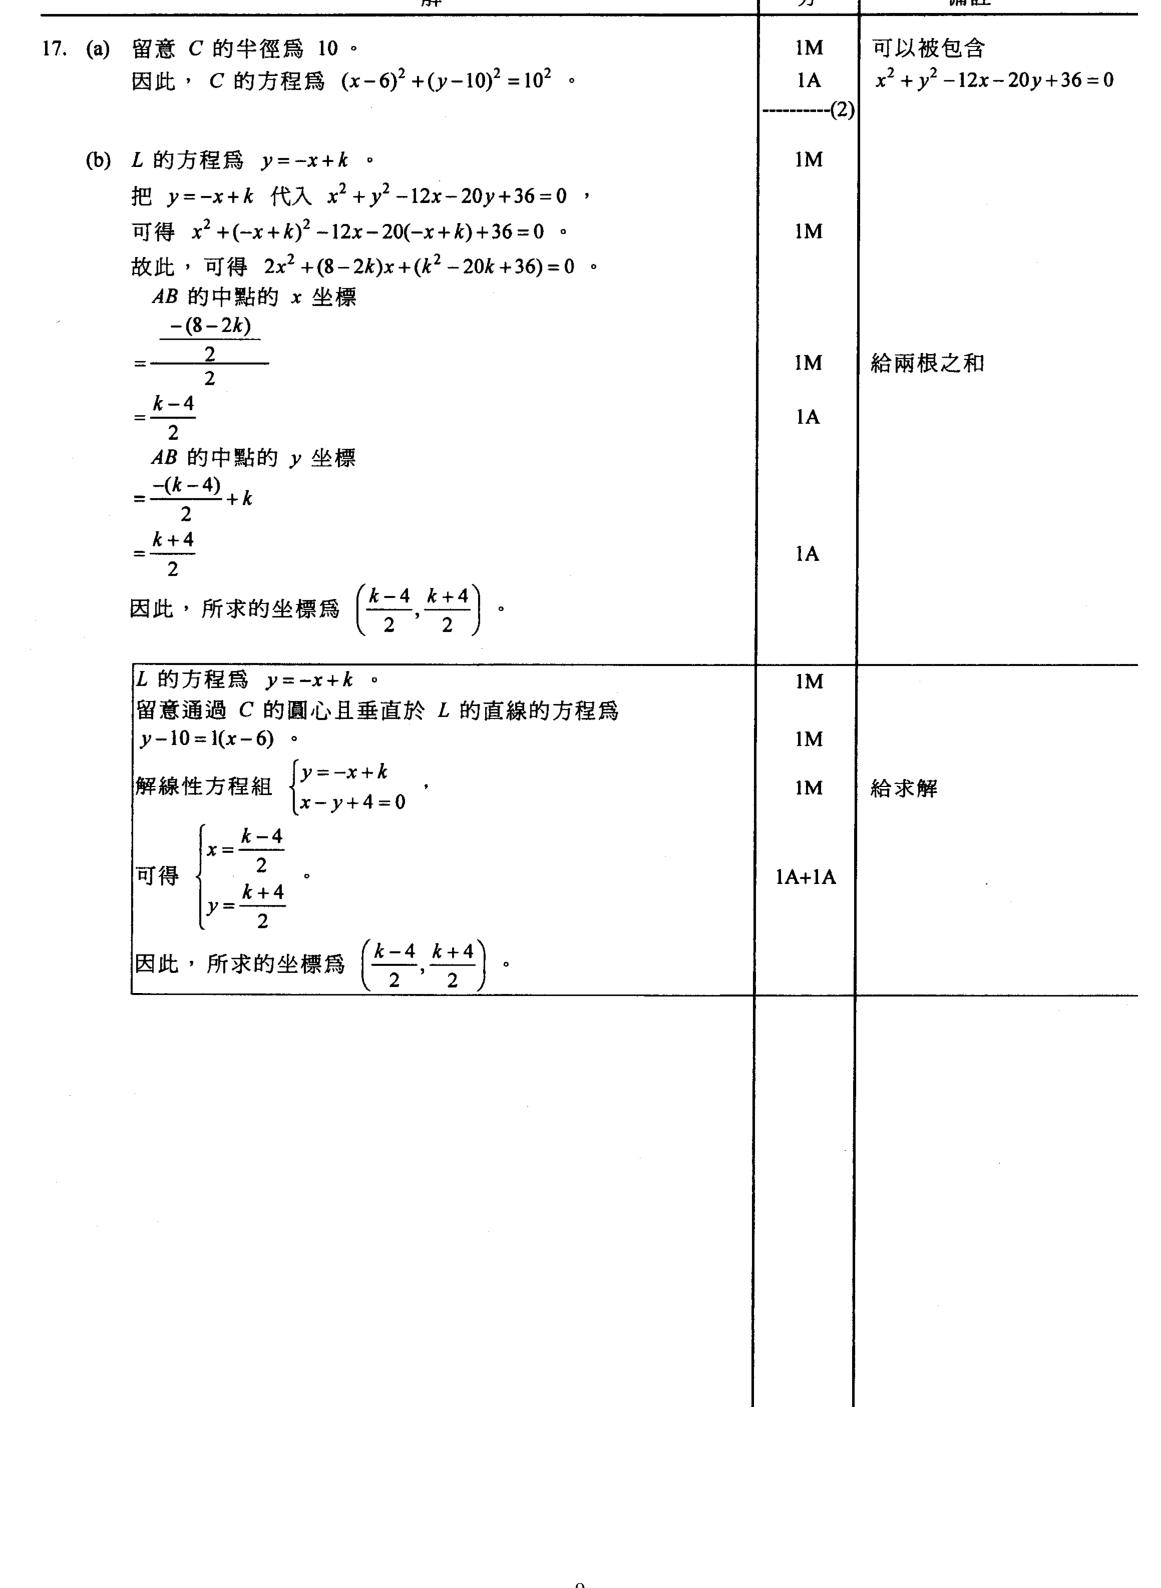 解 分 備註
17. (a) 留意 C 的半徑為 10 。 1M 可以被包含
因此， C 的方程為 (x−6)²+(y−10)²=10² 。 1A x²+y²−12x−20y+36=0
----------(2)
(b) L 的方程為 y=−x+k 。 1M
把 y=−x+k 代入 x²+y²−12x−20y+36=0 ，
可得 x²+(−x+k)²−12x−20(−x+k)+36=0 。 1M
故此，可得 2x²+(8−2k)x+(k²−20k+36)=0 。
AB 的中點的 x 坐標
−(8−2k)
2
=
2 1M 給兩根之和
= (k−4)/2 1A
AB 的中點的 y 坐標
= −(k−4)/2 + k
= (k+4)/2 1A
因此，所求的坐標為 ((k−4)/2, (k+4)/2) 。
L 的方程為 y=−x+k 。 1M
留意通過 C 的圓心且垂直於 L 的直線的方程為
y−10=1(x−6) 。 1M
解線性方程組 { y=−x+k
x−y+4=0 ， 1M 給求解
可得 { x=(k−4)/2
y=(k+4)/2 。 1A+1A
因此，所求的坐標為 ((k−4)/2, (k+4)/2) 。